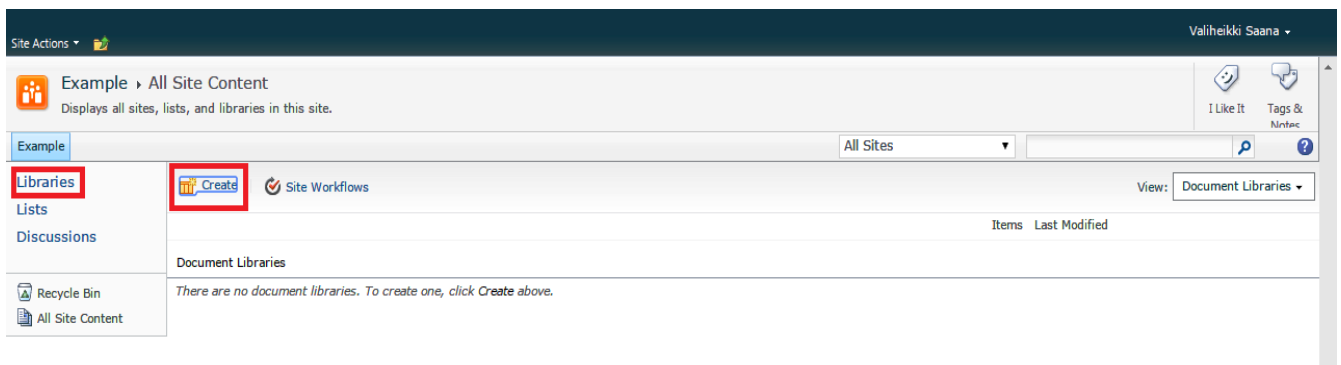 Valiheikki Saana
Site Actions
Example ▸ All Site Content
Displays all sites, lists, and libraries in this site.
I Like It
Tags &
Notes
Example
All Sites
Libraries
Create
Site Workflows
View: Document Libraries
Lists
Items Last Modified
Discussions
Document Libraries
Recycle Bin
There are no document libraries. To create one, click Create above.
All Site Content